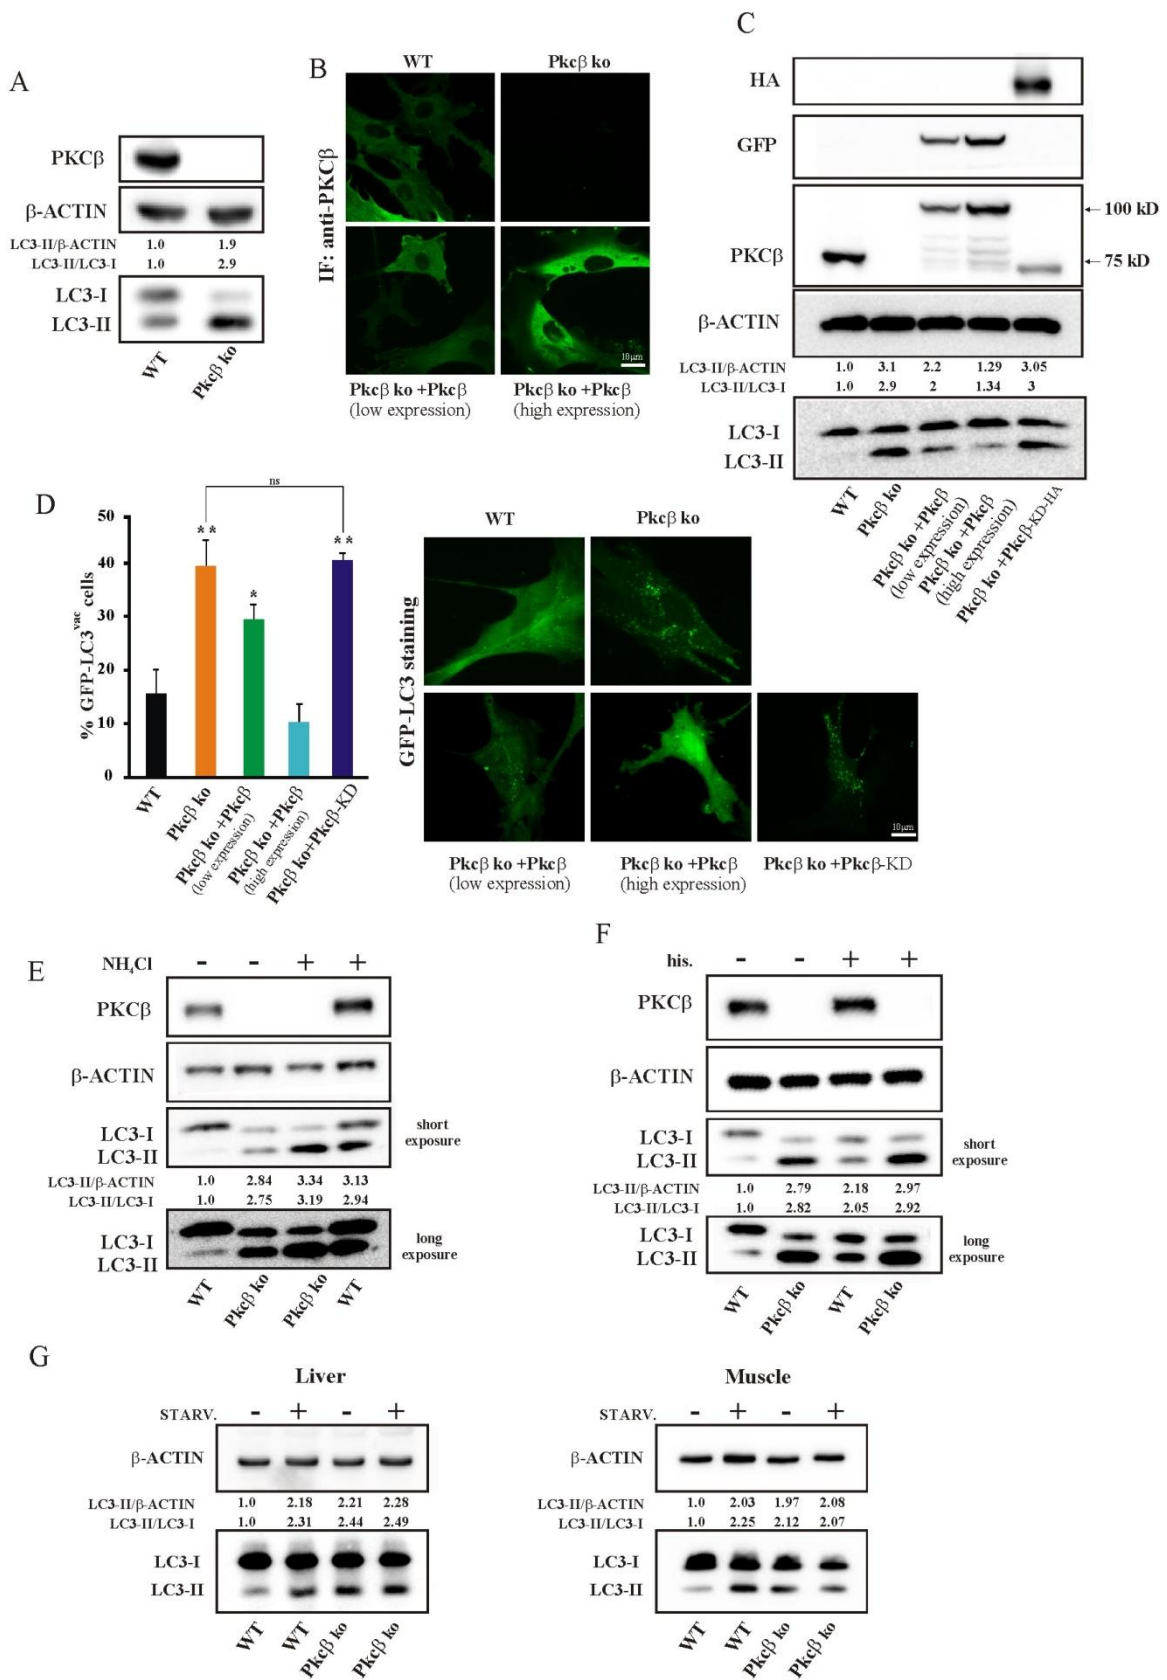 A
PKCβ
β-ACTIN
LC3-II/β-ACTIN 1.0 1.9
LC3-II/LC3-I 1.0 2.9
LC3-I
LC3-II
WT
Pkcβ ko
B
WT Pkcβ ko
IF: anti-PKCβ
10 µm
Pkcβ ko +Pkcβ Pkcβ ko +Pkcβ
(low expression) (high expression)
C
HA
GFP
PKCβ
100 kD
75 kD
β-ACTIN
LC3-II/β-ACTIN 1.0 3.1 2.2 1.29 3.05
LC3-II/LC3-I 1.0 2.9 2 1.34 3
LC3-I
LC3-II
WT
Pkcβ ko
Pkcβ ko +Pkcβ
(low expression)
Pkcβ ko +Pkcβ
(high expression)
Pkcβ ko +Pkcβ-KD-HA
D
% GFP-LC3vac cells
50
40
30
20
10
0
ns
**
*
**
WT
Pkcβ ko
Pkcβ ko +Pkcβ
(low expression)
Pkcβ ko +Pkcβ
(high expression)
Pkcβ ko+Pkcβ-KD
WT Pkcβ ko
GFP-LC3 staining
10 µm
Pkcβ ko +Pkcβ Pkcβ ko +Pkcβ Pkcβ ko +Pkcβ-KD
(low expression) (high expression)
E
NH4Cl - - + +
PKCβ
β-ACTIN
LC3-I
LC3-II
short
exposure
LC3-II/β-ACTIN 1.0 2.84 3.34 3.13
LC3-II/LC3-I 1.0 2.75 3.19 2.94
LC3-I
LC3-II
long
exposure
WT
Pkcβ ko
Pkcβ ko
WT
F
his. - - + +
PKCβ
β-ACTIN
LC3-I
LC3-II
short
exposure
LC3-II/β-ACTIN 1.0 2.79 2.18 2.97
LC3-II/LC3-I 1.0 2.82 2.05 2.92
LC3-I
LC3-II
long
exposure
WT
Pkcβ ko
WT
Pkcβ ko
G
Liver
STARV. - + - +
β-ACTIN
LC3-II/β-ACTIN 1.0 2.18 2.21 2.28
LC3-II/LC3-I 1.0 2.31 2.44 2.49
LC3-I
LC3-II
WT
WT
Pkcβ ko
Pkcβ ko
Muscle
STARV. - + - +
β-ACTIN
LC3-II/β-ACTIN 1.0 2.03 1.97 2.08
LC3-II/LC3-I 1.0 2.25 2.12 2.07
LC3-I
LC3-II
WT
WT
Pkcβ ko
Pkcβ ko